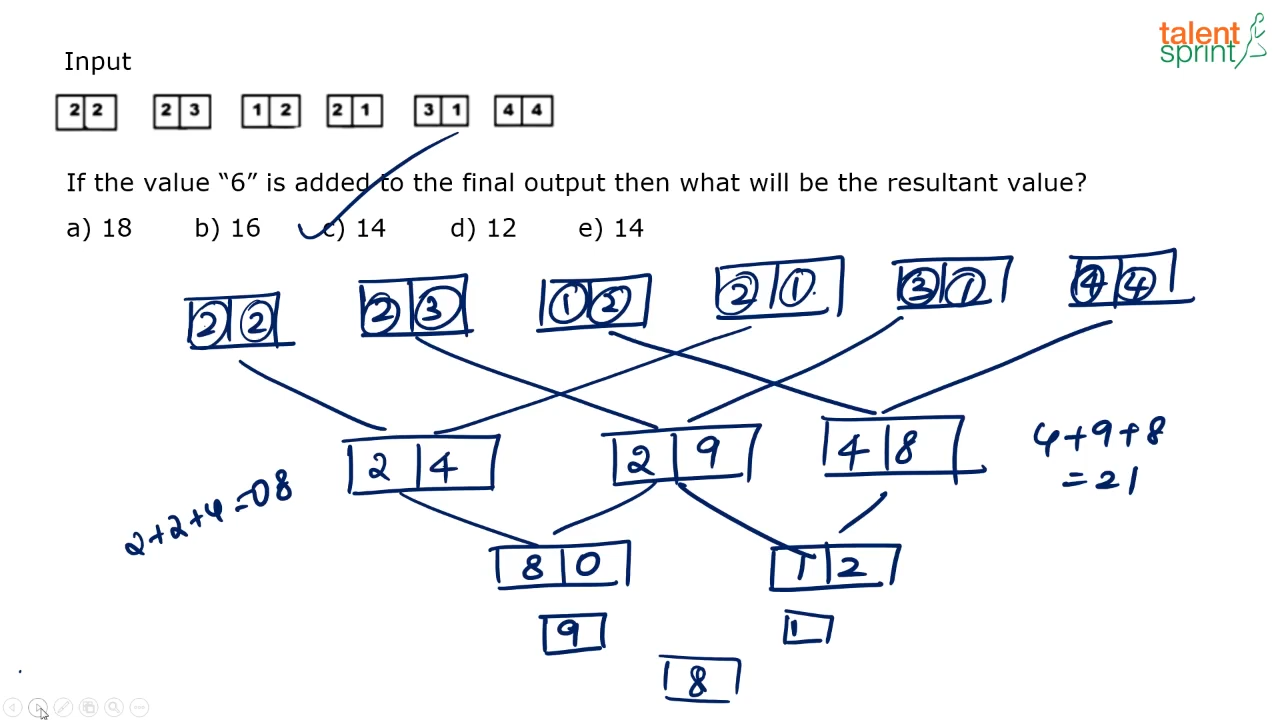 talent
sprint
Input
2 2 2 3 1 2 2 1 3 1 4 4
If the value “6” is added to the final output then what will be the resultant value?
a) 18 b) 16 c) 14 d) 12 e) 14
2 2 2 3 1 2 2 1 3 1 4 4
2 4 2 9 4 8
4+9+8
=21
2+2+4=08
8 0 1 2
9 1
8